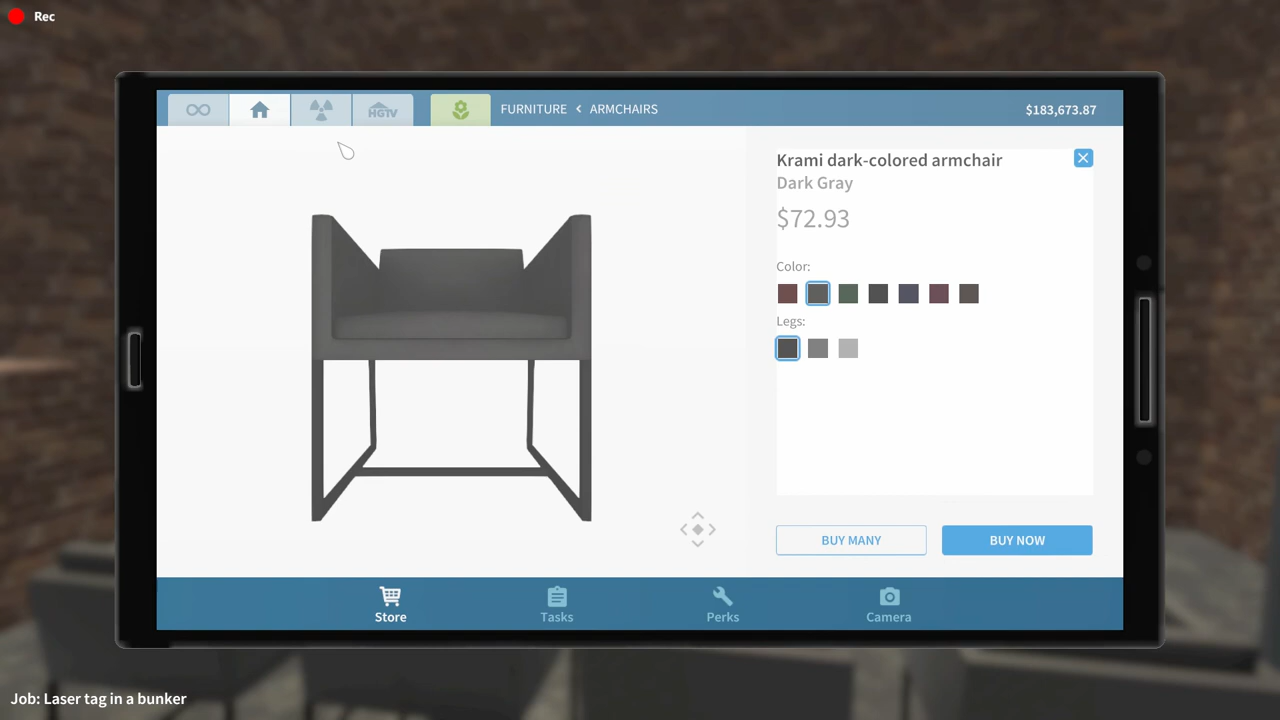 Rec
HGTV
FURNITURE < ARMCHAIRS
$183,673.87
Krami dark-colored armchair
Dark Gray
$72.93
Color:
Legs:
BUY MANY
BUY NOW
Store
Tasks
Perks
Camera
Job: Laser tag in a bunker